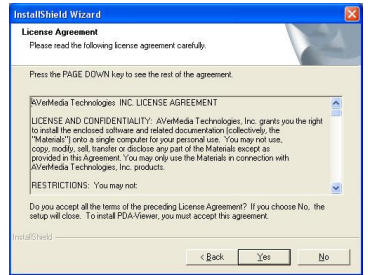 InstallShield Wizard
License Agreement
Please read the following license agreement carefully.
Press the PAGE DOWN key to see the rest of the agreement.
AVerMedia Technologies INC. LICENSE AGREEMENT
LICENSE AND CONFIDENTIALITY: AVerMedia Technologies, Inc. grants you the right
to install the enclosed software and related documentation (collectively, the
"Materials") onto a single computer for your personal use. You may not use,
copy, modify, sell, transfer or disclose any part of the Materials except as
provided in this Agreement. You may only use the Materials in connection with
AVerMedia Technologies, Inc. products.
RESTRICTIONS: You may not:
Do you accept all the terms of the preceding License Agreement? If you choose No, the
setup will close. To install PDA-Viewer, you must accept this agreement.
InstallShield
< Back
Yes
No